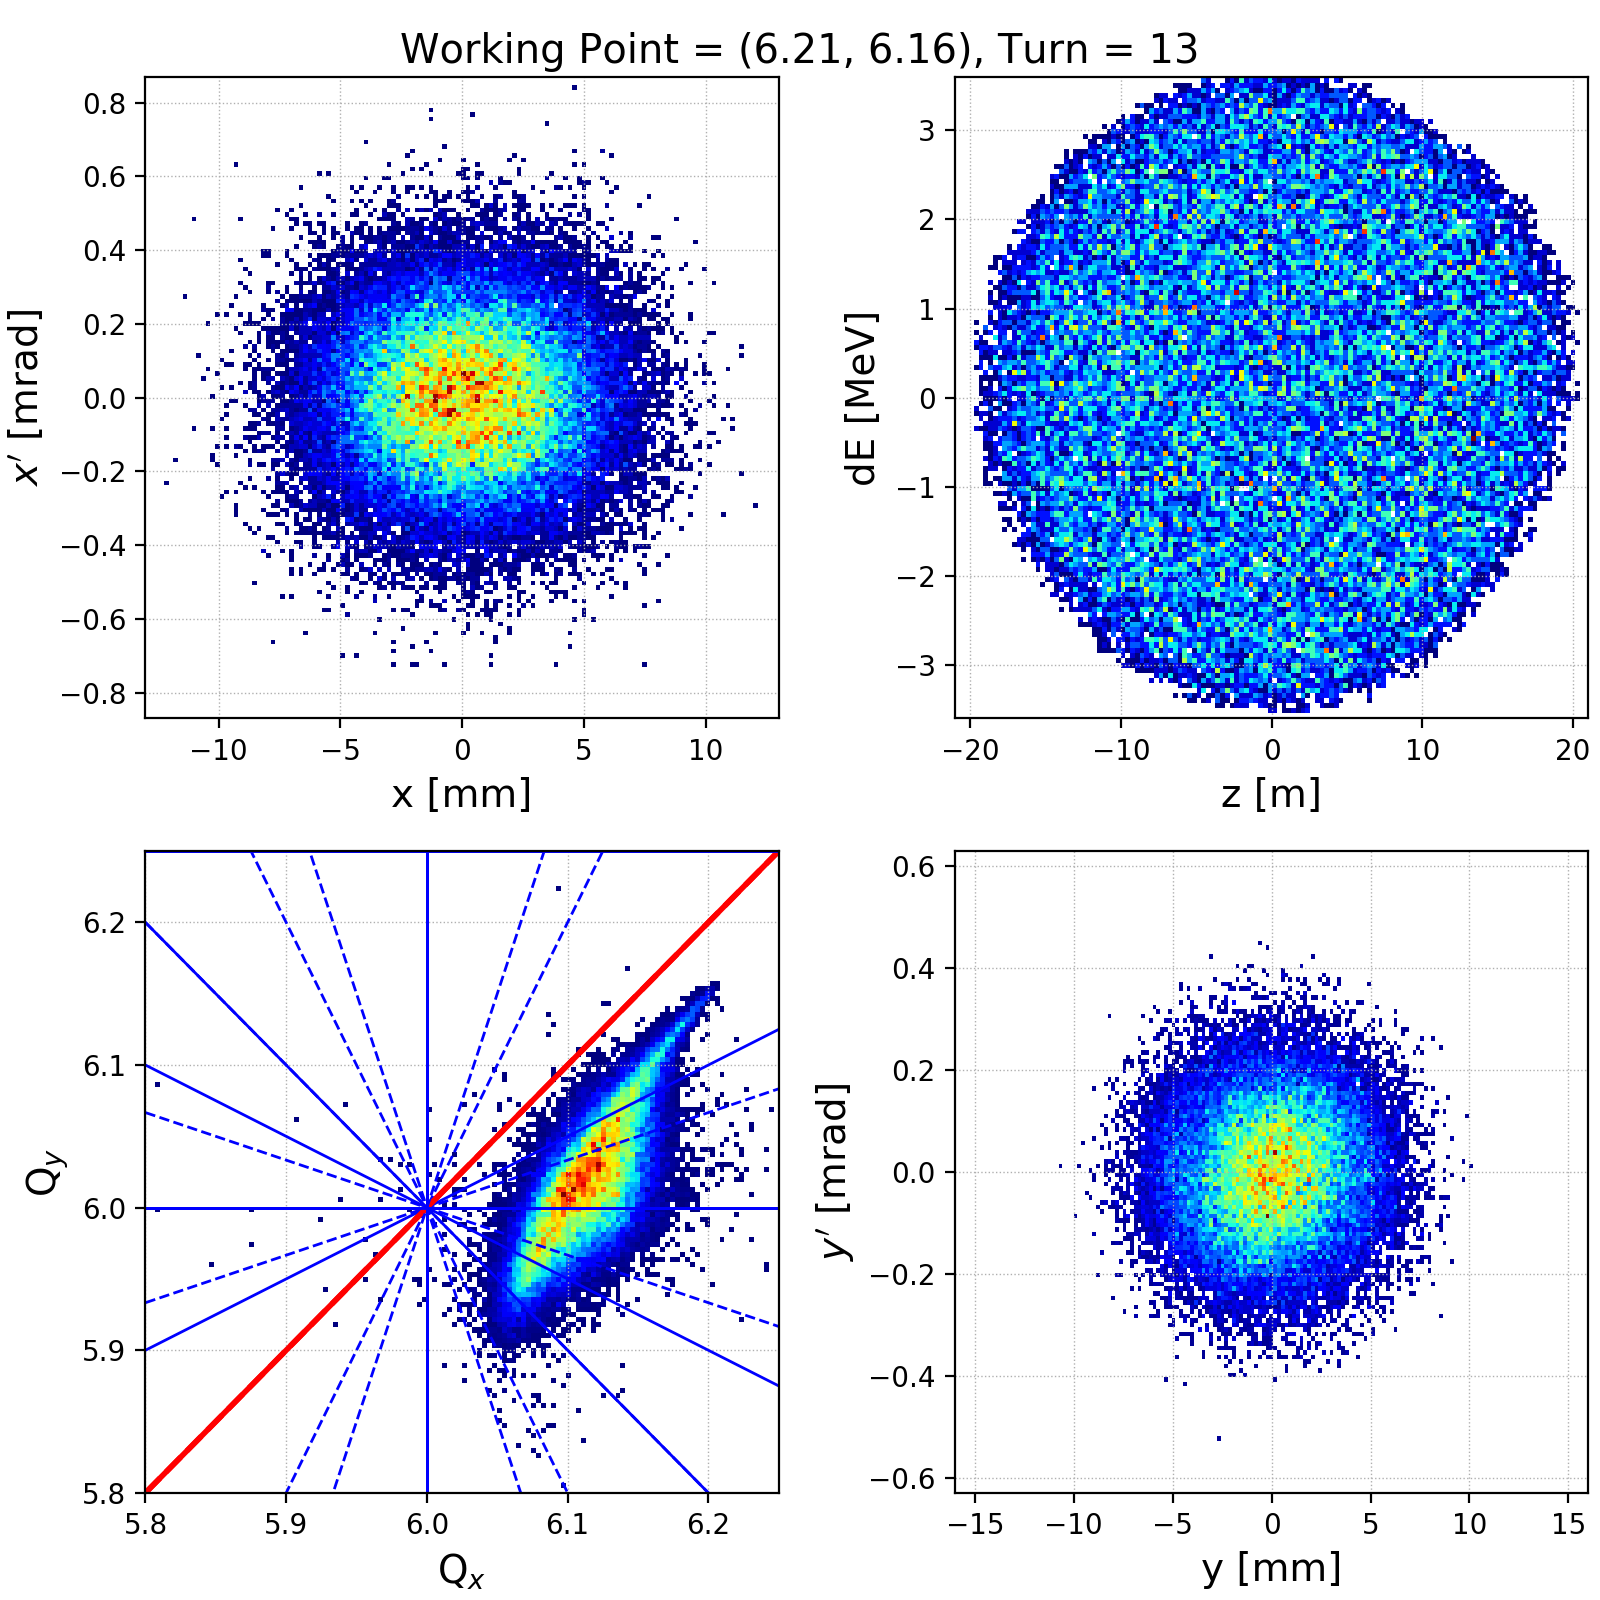 Working Point = (6.21, 6.16), Turn = 13
0.8
0.6
0.4
0.2
0.0
−0.2
−0.4
−0.6
−0.8
x′ [mrad]
−10 −5 0 5 10
x [mm]
3
2
1
0
−1
−2
−3
dE [MeV]
−20 −10 0 10 20
z [m]
6.2
6.1
6.0
5.9
5.8
Qy
5.8 5.9 6.0 6.1 6.2
Qx
0.6
0.4
0.2
0.0
−0.2
−0.4
−0.6
y′ [mrad]
−15 −10 −5 0 5 10 15
y [mm]